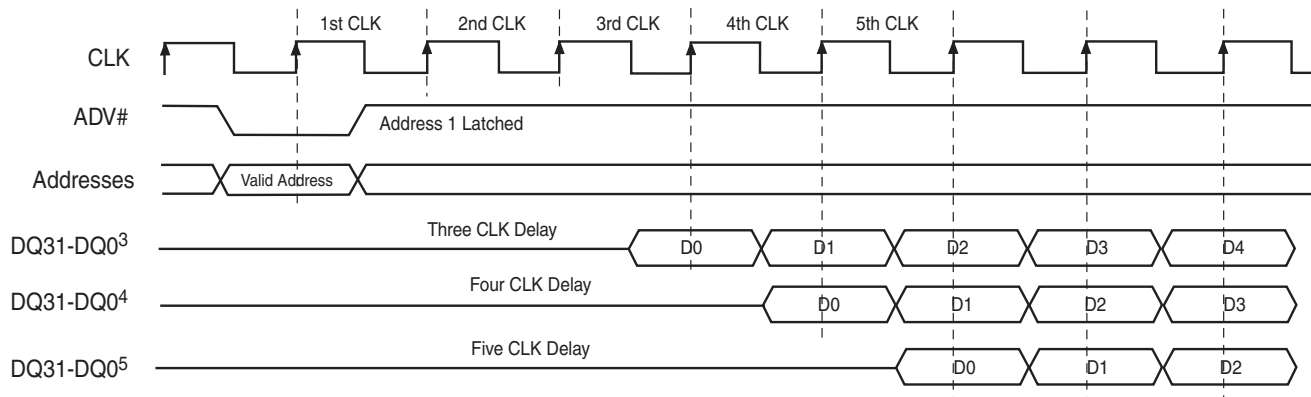 1st CLK 2nd CLK 3rd CLK 4th CLK 5th CLK
CLK
ADV# Address 1 Latched
Addresses Valid Address
DQ31-DQ0³ Three CLK Delay D0 D1 D2 D3 D4
DQ31-DQ0⁴ Four CLK Delay D0 D1 D2 D3
DQ31-DQ0⁵ Five CLK Delay D0 D1 D2